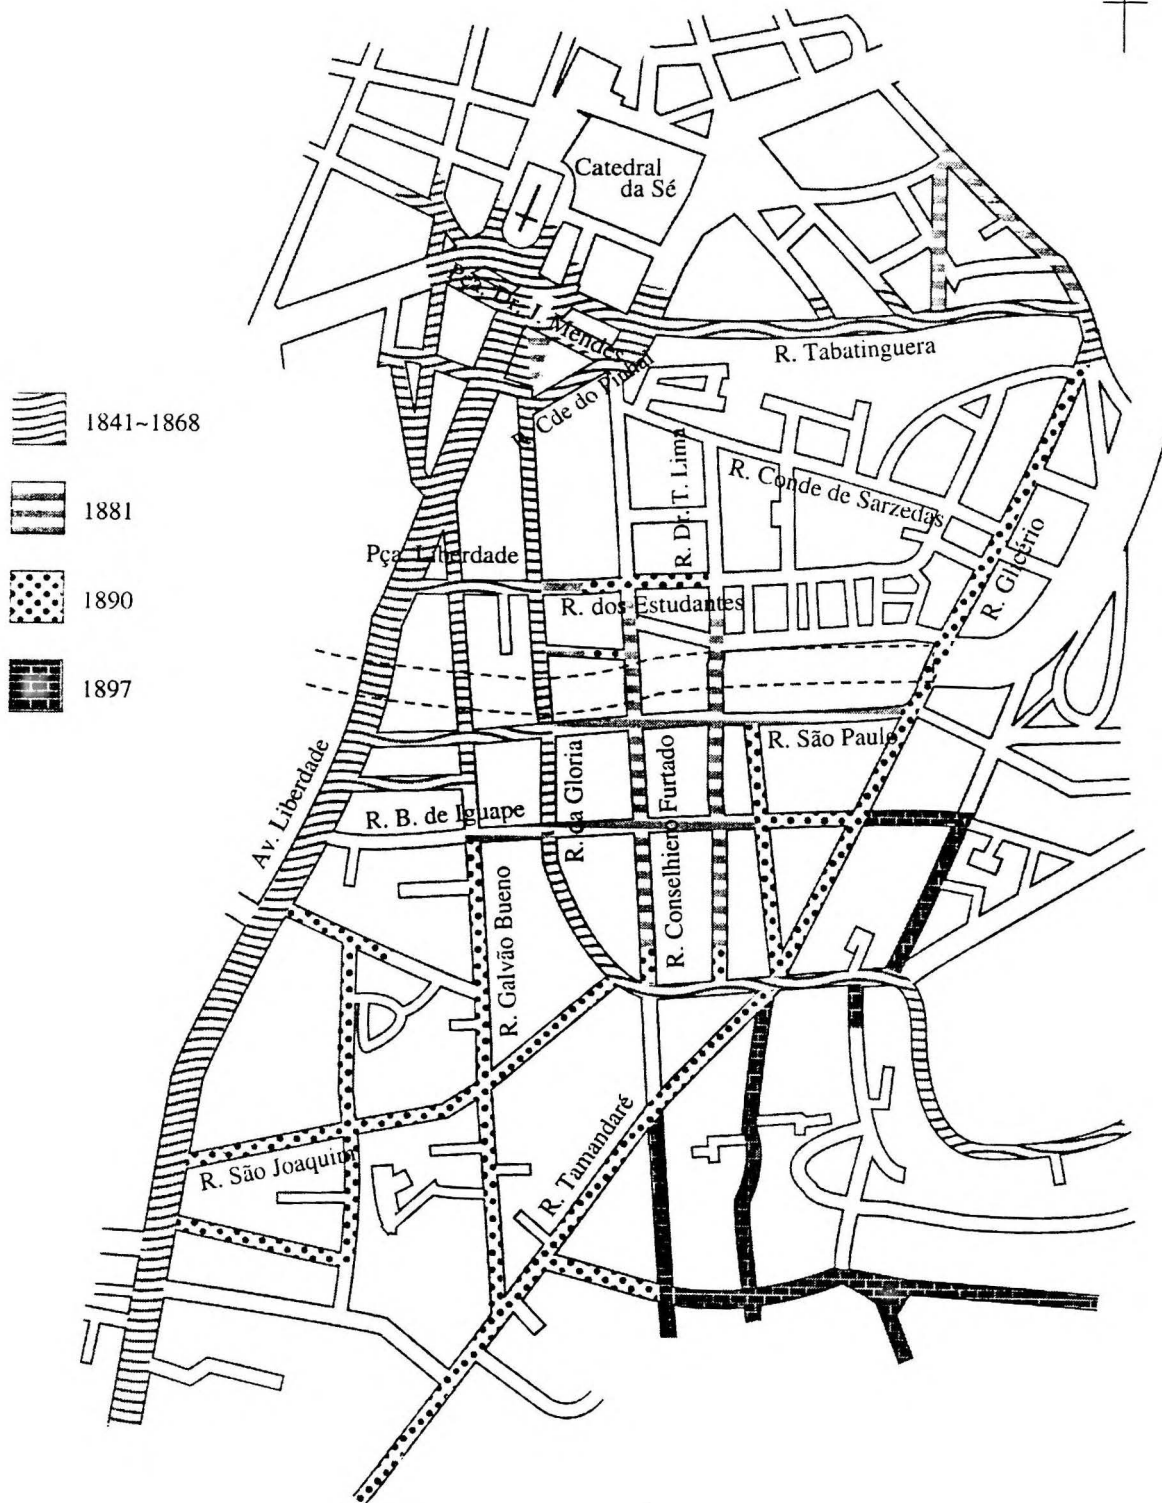 Catedral
da Sé
Pça. Dr. J. Mendes
R. Tabatinguera
R. Cde do Pinhal
1841~1868
1881
1890
1897
R. Dr. T. Lima
R. Conde de Sarzedas
Pça. Liberdade
R. dos Estudantes
R. Glicério
R. São Paulo
Av. Liberdade
R. B. de Iguape
R. da Gloria
R. Conselhiero Furtado
R. Galvão Bueno
R. São Joaquim
R. Tamandaré